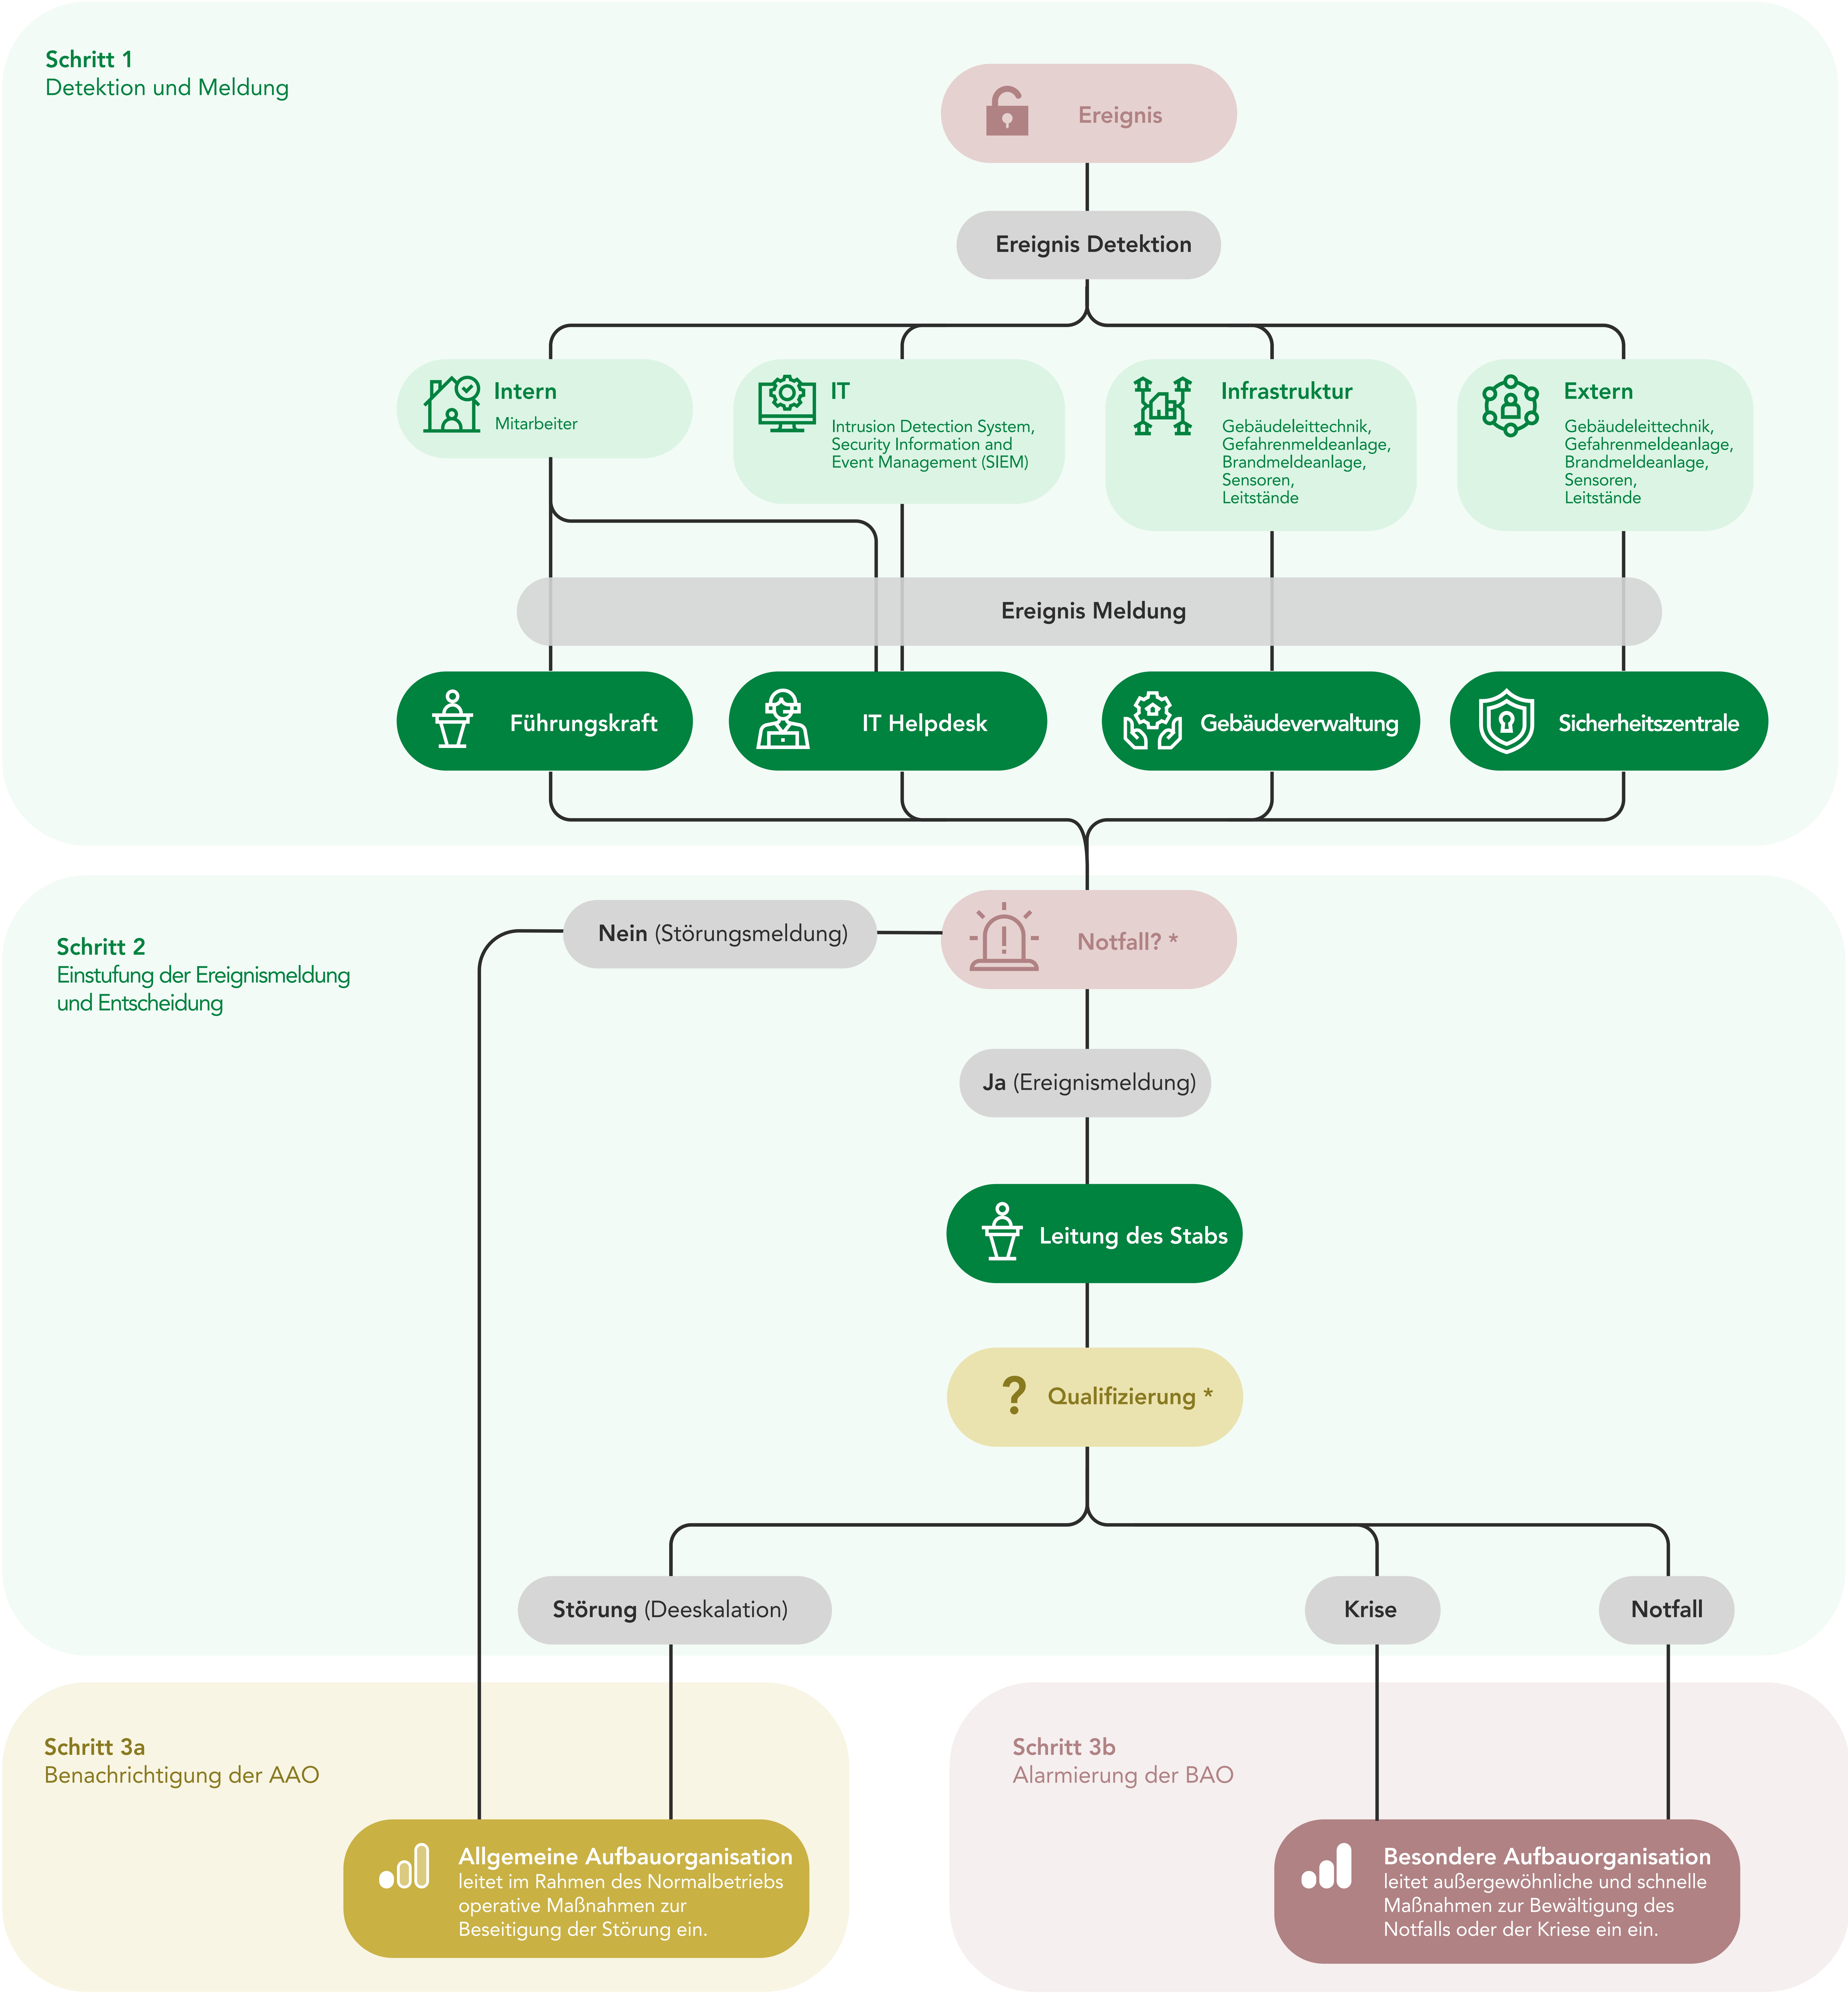 Schritt 1
Detektion und Meldung
Ereignis
Ereignis Detektion
Intern
Mitarbeiter
IT
Intrusion Detection System,
Security Information and
Event Management (SIEM)
Infrastruktur
Gebäudeleittechnik,
Gefahrenmeldeanlage,
Brandmeldeanlage,
Sensoren,
Leitstände
Extern
Gebäudeleittechnik,
Gefahrenmeldeanlage,
Brandmeldeanlage,
Sensoren,
Leitstände
Ereignis Meldung
Führungskraft
IT Helpdesk
Gebäudeverwaltung
Sicherheitszentrale
Schritt 2
Einstufung der Ereignismeldung
und Entscheidung
Nein (Störungsmeldung)
Notfall? *
Ja (Ereignismeldung)
Leitung des Stabs
? Qualifizierung *
Störung (Deeskalation)
Krise
Notfall
Schritt 3a
Benachrichtigung der AAO
Allgemeine Aufbauorganisation
leitet im Rahmen des Normalbetriebs
operative Maßnahmen zur
Beseitigung der Störung ein.
Schritt 3b
Alarmierung der BAO
Besondere Aufbauorganisation
leitet außergewöhnliche und schnelle
Maßnahmen zur Bewältigung des
Notfalls oder der Kriese ein ein.